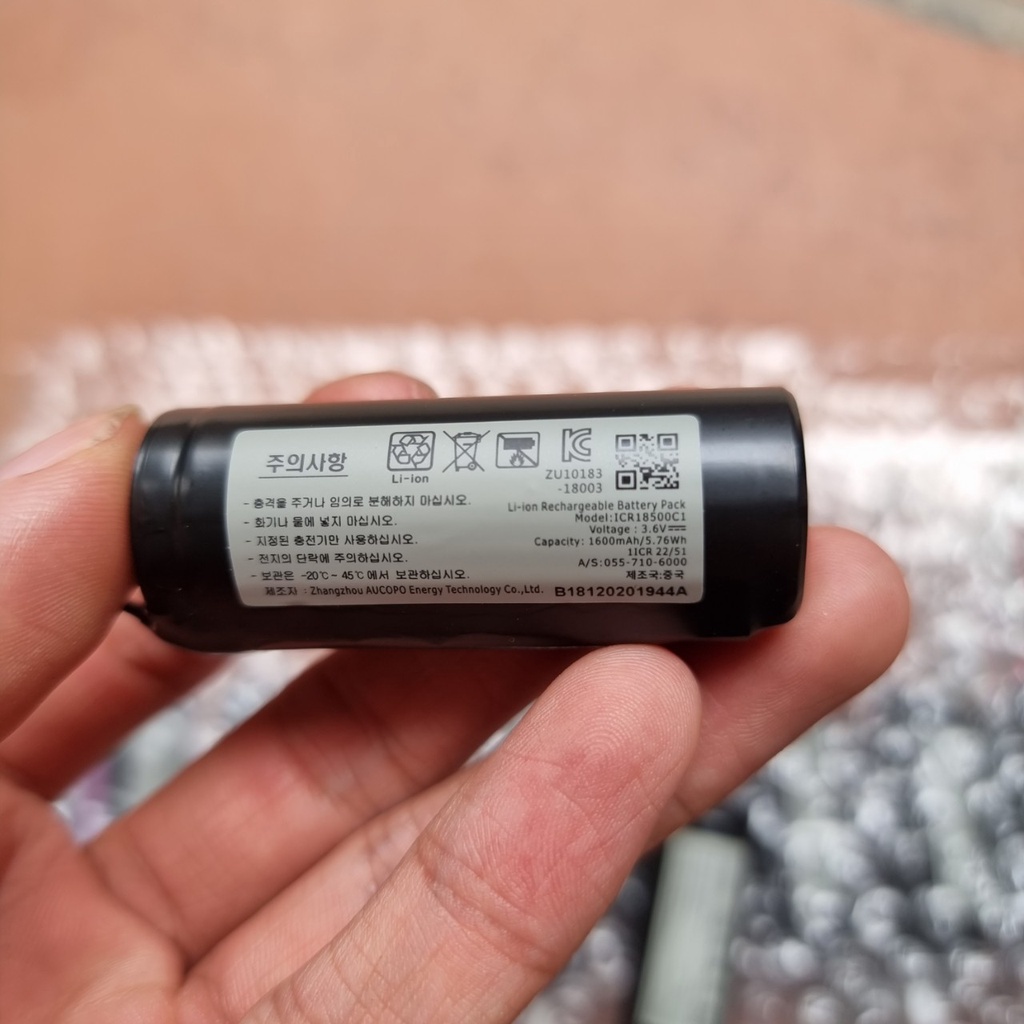 주의사항
Li-ion
ZU10183
-18003
- 충격을 주거나 임의로 분해하지 마십시오.
- 화기나 물에 넣지 마십시오.
- 지정된 충전기만 사용하십시오.
- 전지의 단락에 주의하십시오.
- 보관은 -20℃- 45℃에서 보관하십시오.
제조자 : Zhangzhou AUCOPO Energy Technology Co.,Ltd.
Li-ion Rechargeable Battery Pack
Model:ICR18500C1
Voltage : 3.6V⎓
Capacity: 1600mAh/5.76Wh
1ICR 22/51
A/S:055-710-6000
제조국:중국
B18120201944A